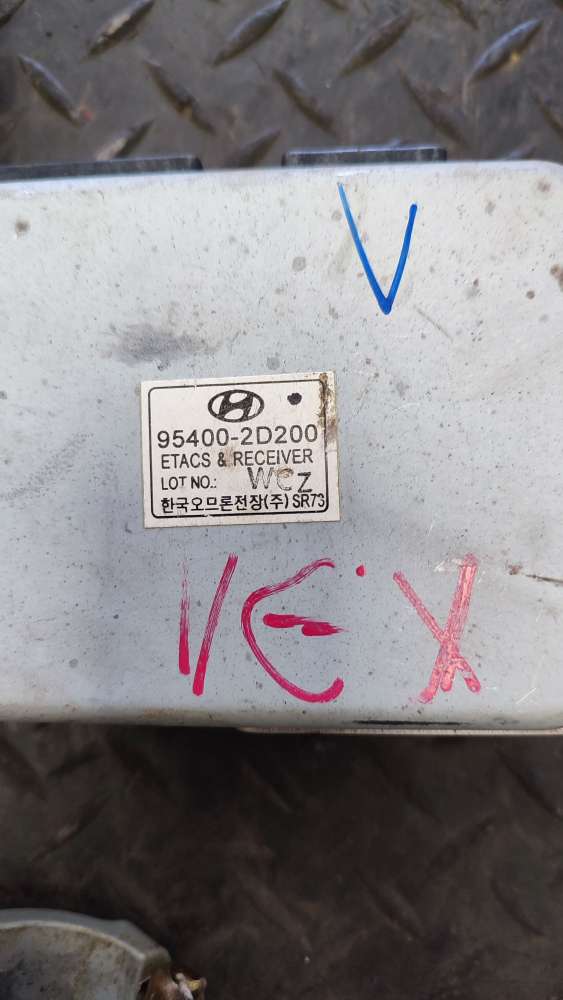 V
95400-2D200
ETACS & RECEIVER
LOT NO.: WCZ
한국오므론전장(주) SR73